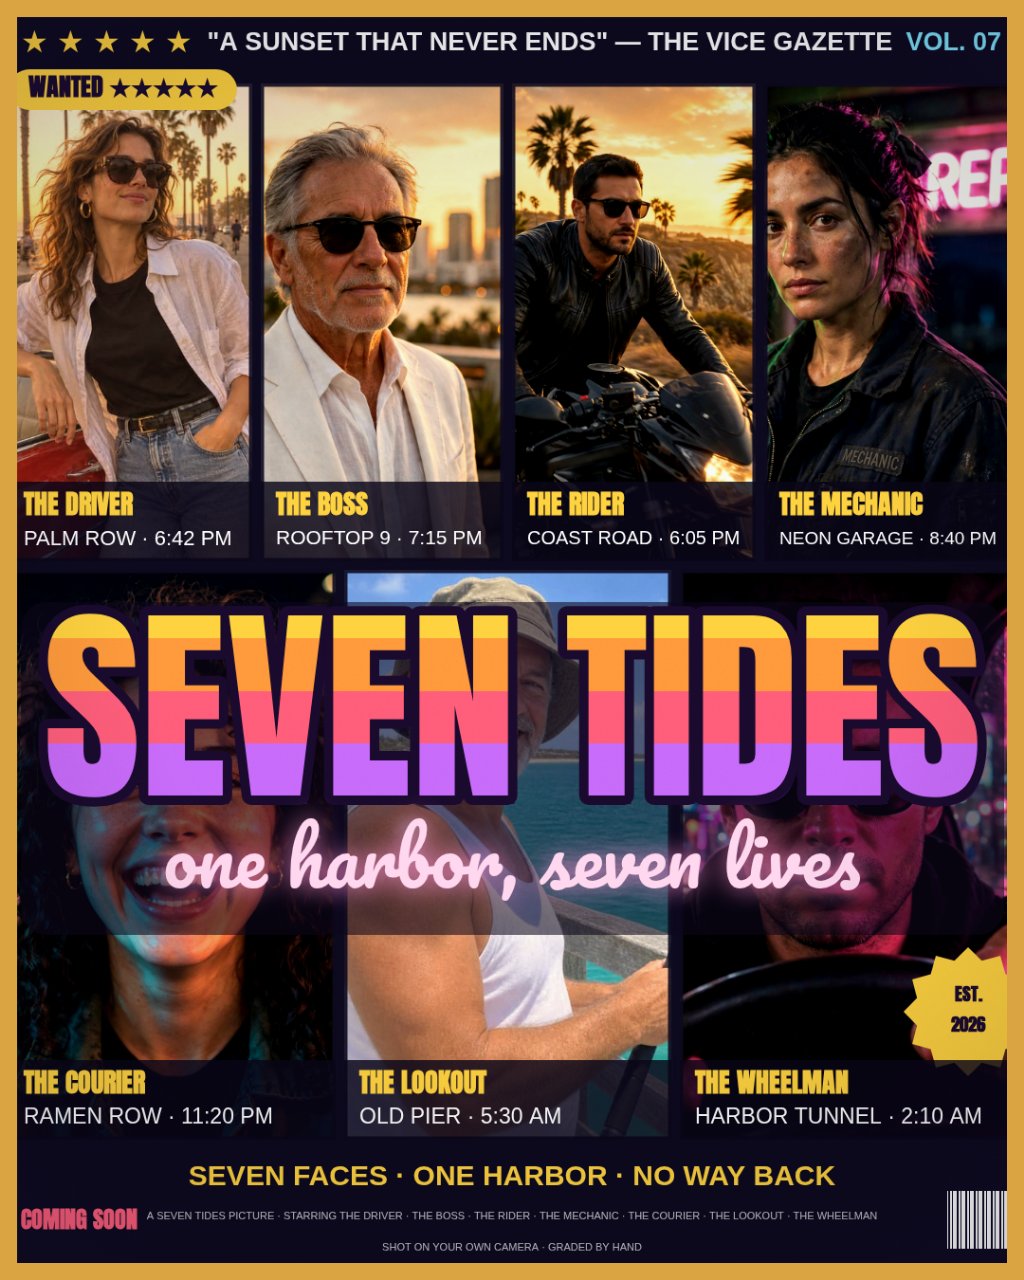 ★ ★ ★ ★ ★ "A SUNSET THAT NEVER ENDS" — THE VICE GAZETTE VOL. 07
WANTED ★★★★★
MECHANIC
THE DRIVER
PALM ROW · 6:42 PM
THE BOSS
ROOFTOP 9 · 7:15 PM
THE RIDER
COAST ROAD · 6:05 PM
THE MECHANIC
NEON GARAGE · 8:40 PM
SEVEN TIDES
one harbor, seven lives
EST.
2026
THE COURIER
RAMEN ROW · 11:20 PM
THE LOOKOUT
OLD PIER · 5:30 AM
THE WHEELMAN
HARBOR TUNNEL · 2:10 AM
SEVEN FACES · ONE HARBOR · NO WAY BACK
COMING SOON
A SEVEN TIDES PICTURE · STARRING THE DRIVER · THE BOSS · THE RIDER · THE MECHANIC · THE COURIER · THE LOOKOUT · THE WHEELMAN
SHOT ON YOUR OWN CAMERA · GRADED BY HAND